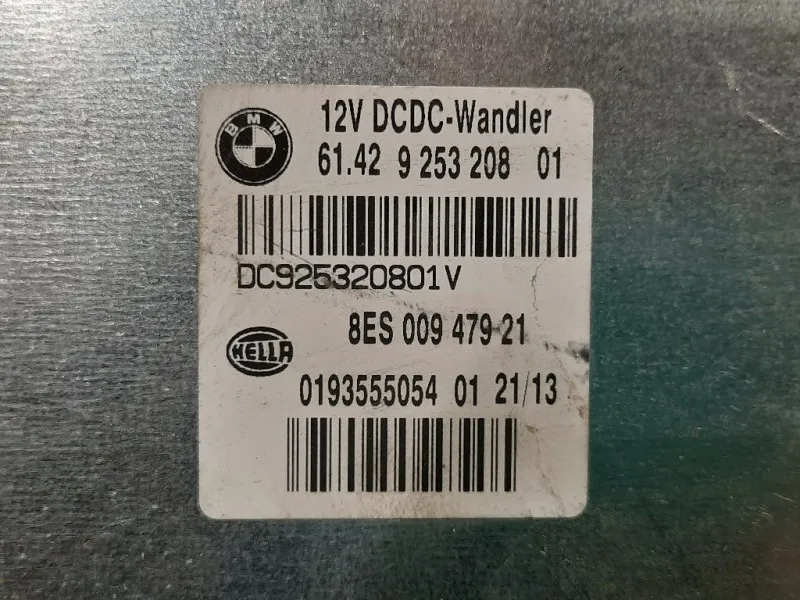 BMW
12V DCDC-Wandler
61.42 9 253 208 01
DC925320801V
8ES 009 479 21
HELLA
0193555054 01 21/13